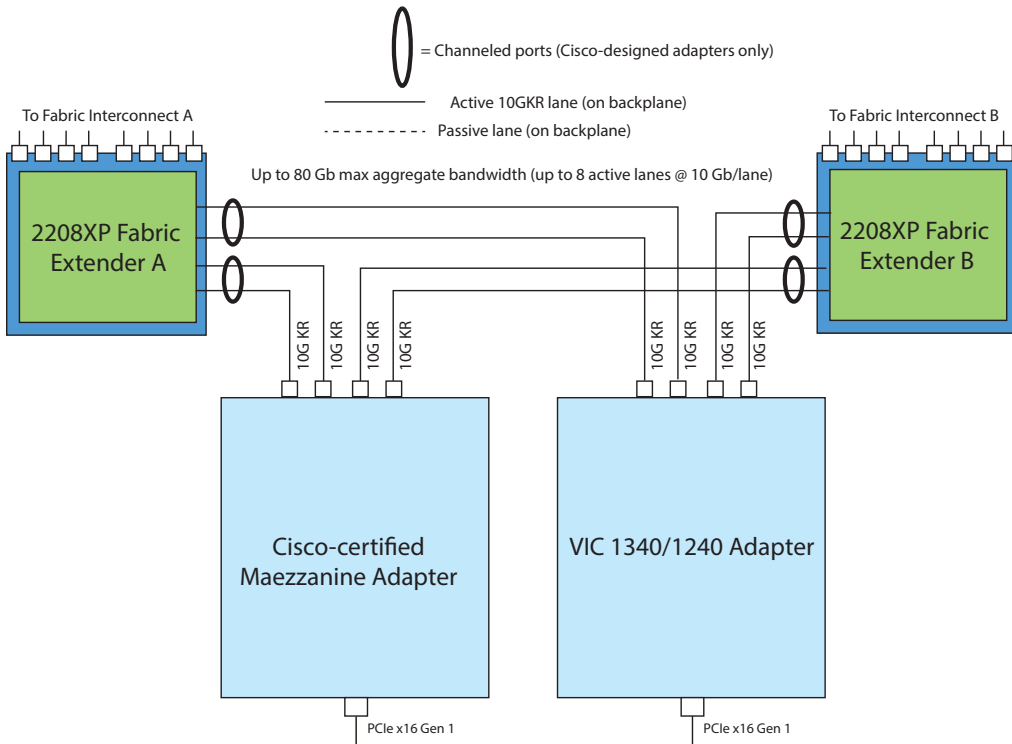 = Channeled ports (Cisco-designed adapters only)
Active 10GKR lane (on backplane)
Passive lane (on backplane)
To Fabric Interconnect A
To Fabric Interconnect B
Up to 80 Gb max aggregate bandwidth (up to 8 active lanes @ 10 Gb/lane)
2208XP Fabric
Extender A
2208XP Fabric
Extender B
10G KR
10G KR
10G KR
10G KR
10G KR
10G KR
10G KR
10G KR
Cisco-certified
Maezzanine Adapter
VIC 1340/1240 Adapter
PCIe x16 Gen 1
PCIe x16 Gen 1